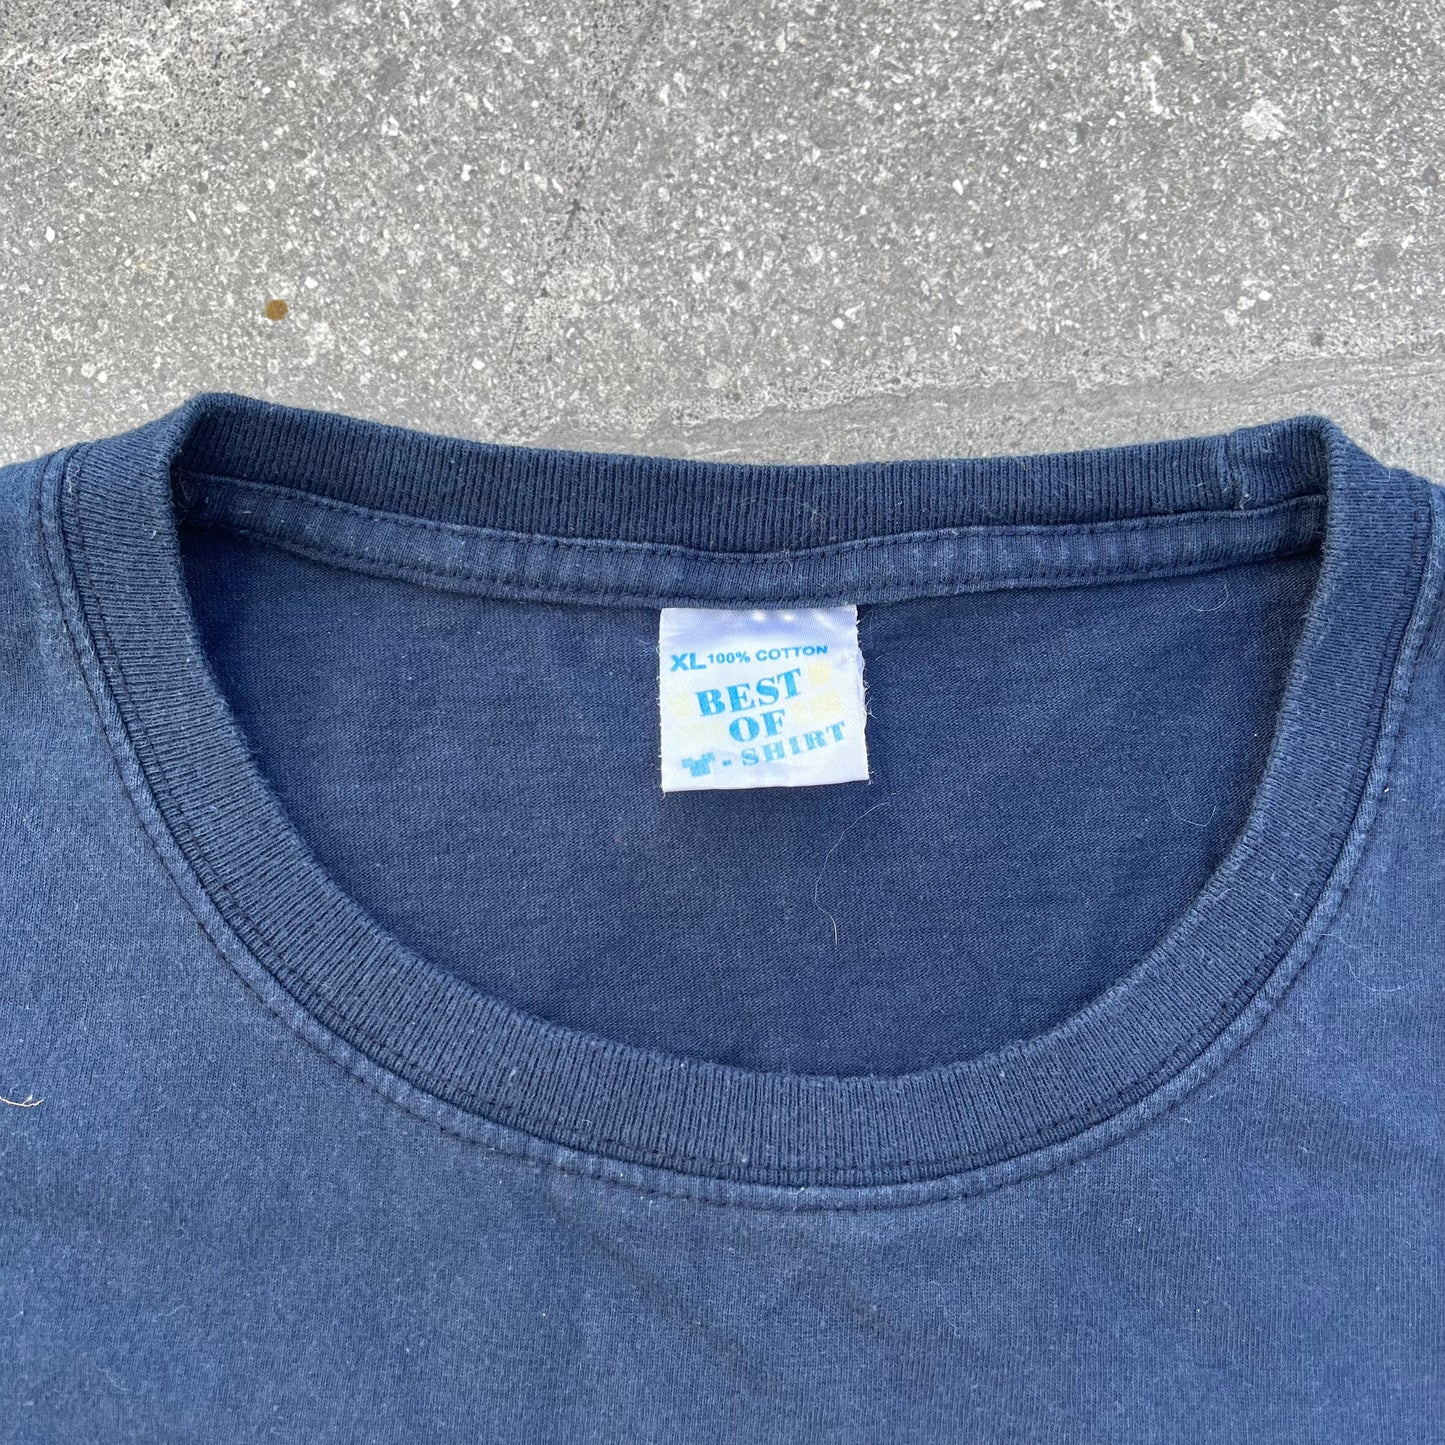 XL 100% COTTON
BEST
OF
T-SHIRT